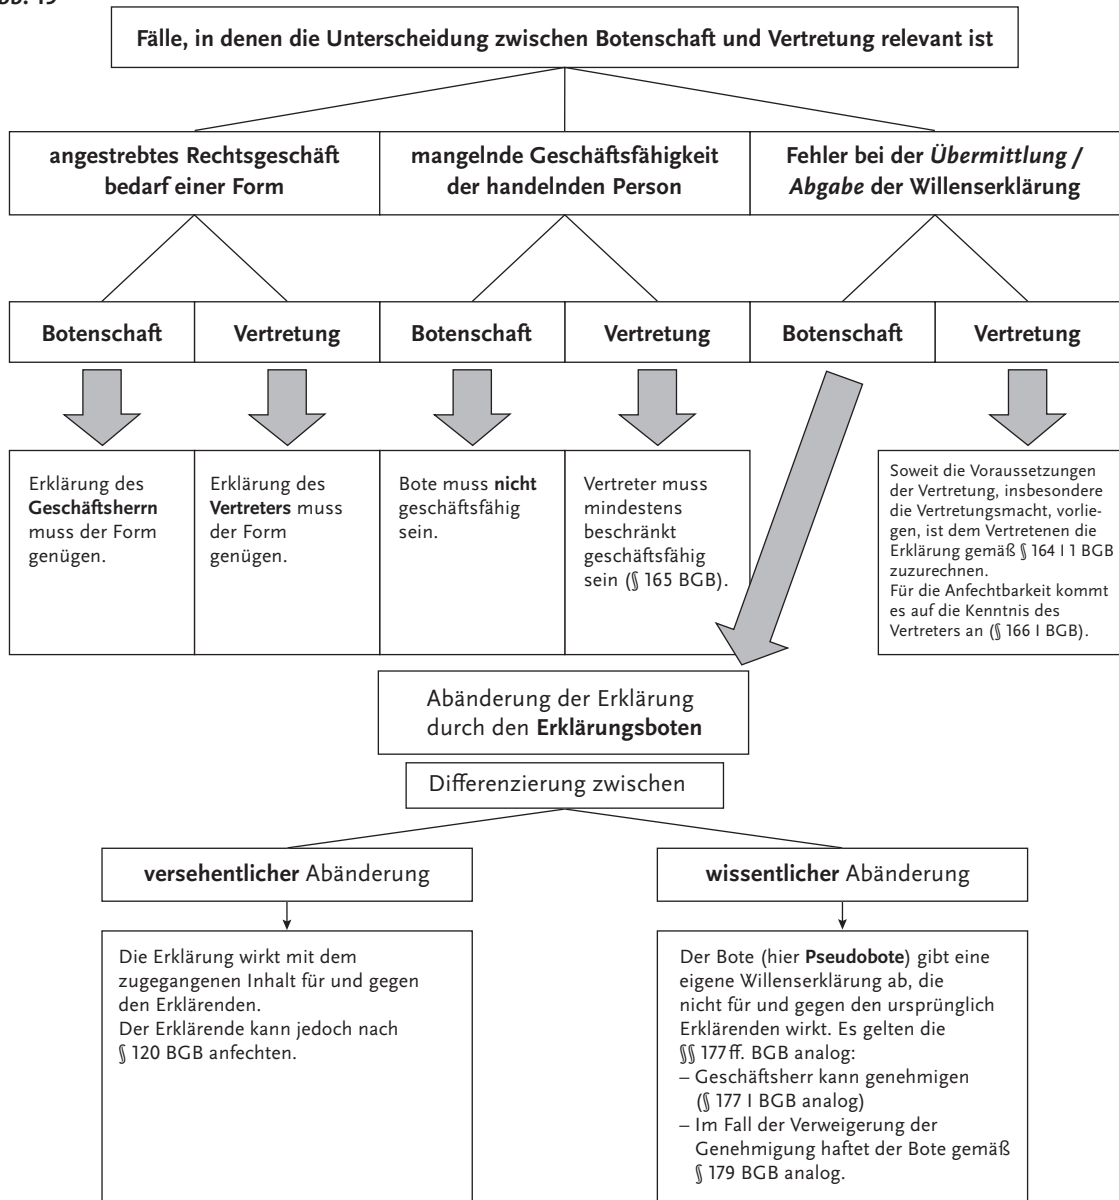 Fälle, in denen die Unterscheidung zwischen Botenschaft und Vertretung relevant ist
angestrebtes Rechtsgeschäft
bedarf einer Form
mangelnde Geschäftsfähigkeit
der handelnden Person
Fehler bei der Übermittlung /
Abgabe der Willenserklärung
Botenschaft
Vertretung
Botenschaft
Vertretung
Botenschaft
Vertretung
Erklärung des
Geschäftsherrn
muss der Form
genügen.
Erklärung des
Vertreters muss
der Form
genügen.
Bote muss nicht
geschäftsfähig
sein.
Vertreter muss
mindestens
beschränkt
geschäftsfähig
sein (§ 165 BGB).
Soweit die Voraussetzungen
der Vertretung, insbesondere
die Vertretungsmacht, vorlie-
gen, ist dem Vertretenen die
Erklärung gemäß § 164 I 1 BGB
zuzurechnen.
Für die Anfechtbarkeit kommt
es auf die Kenntnis des
Vertreters an (§ 166 I BGB).
Abänderung der Erklärung
durch den Erklärungsboten
Differenzierung zwischen
versehentlicher Abänderung
wissentlicher Abänderung
Die Erklärung wirkt mit dem
zugegangenen Inhalt für und gegen
den Erklärenden.
Der Erklärende kann jedoch nach
§ 120 BGB anfechten.
Der Bote (hier Pseudobote) gibt eine
eigene Willenserklärung ab, die
nicht für und gegen den ursprünglich
Erklärenden wirkt. Es gelten die
§§ 177 ff. BGB analog:
– Geschäftsherr kann genehmigen
(§ 177 I BGB analog)
– Im Fall der Verweigerung der
Genehmigung haftet der Bote gemäß
§ 179 BGB analog.